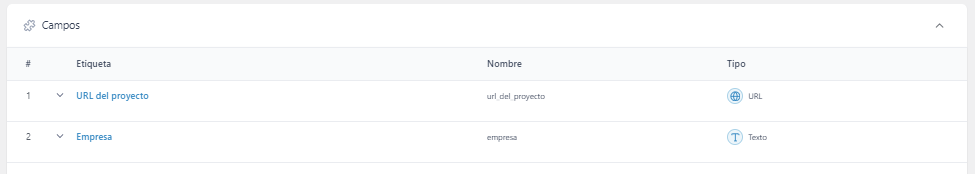 Campos
# Etiqueta Nombre Tipo
1 URL del proyecto url_del_proyecto URL
2 Empresa empresa Texto